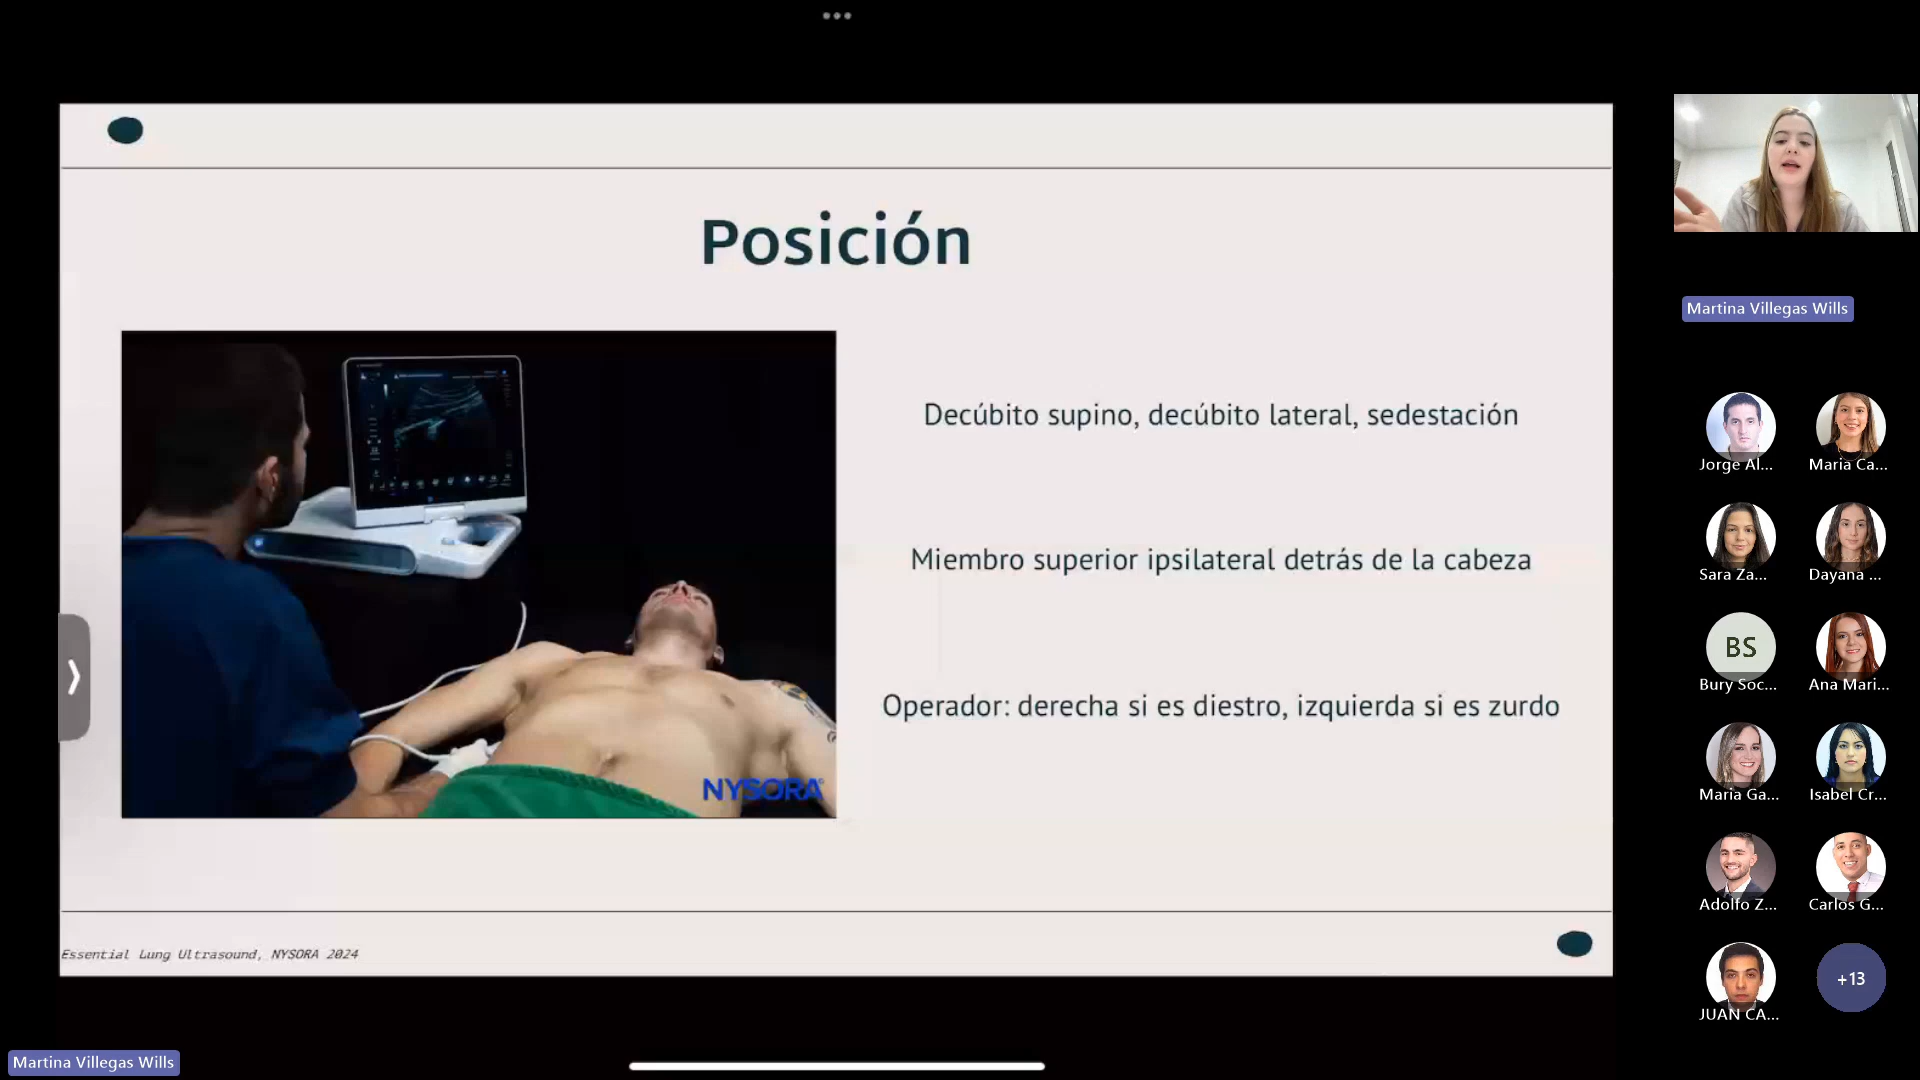 Posición
Decúbito supino, decúbito lateral, sedestación
Miembro superior ipsilateral detrás de la cabeza
Operador: derecha si es diestro, izquierda si es zurdo
NYSORA
Essential Lung Ultrasound, NYSORA 2024
Martina Villegas Wills
Martina Villegas Wills
Jorge Al...
Maria Ca...
Sara Za...
Dayana ...
BS
Bury Soc...
Ana Mari...
Maria Ga...
Isabel Cr...
Adolfo Z...
Carlos G...
JUAN CA...
+13